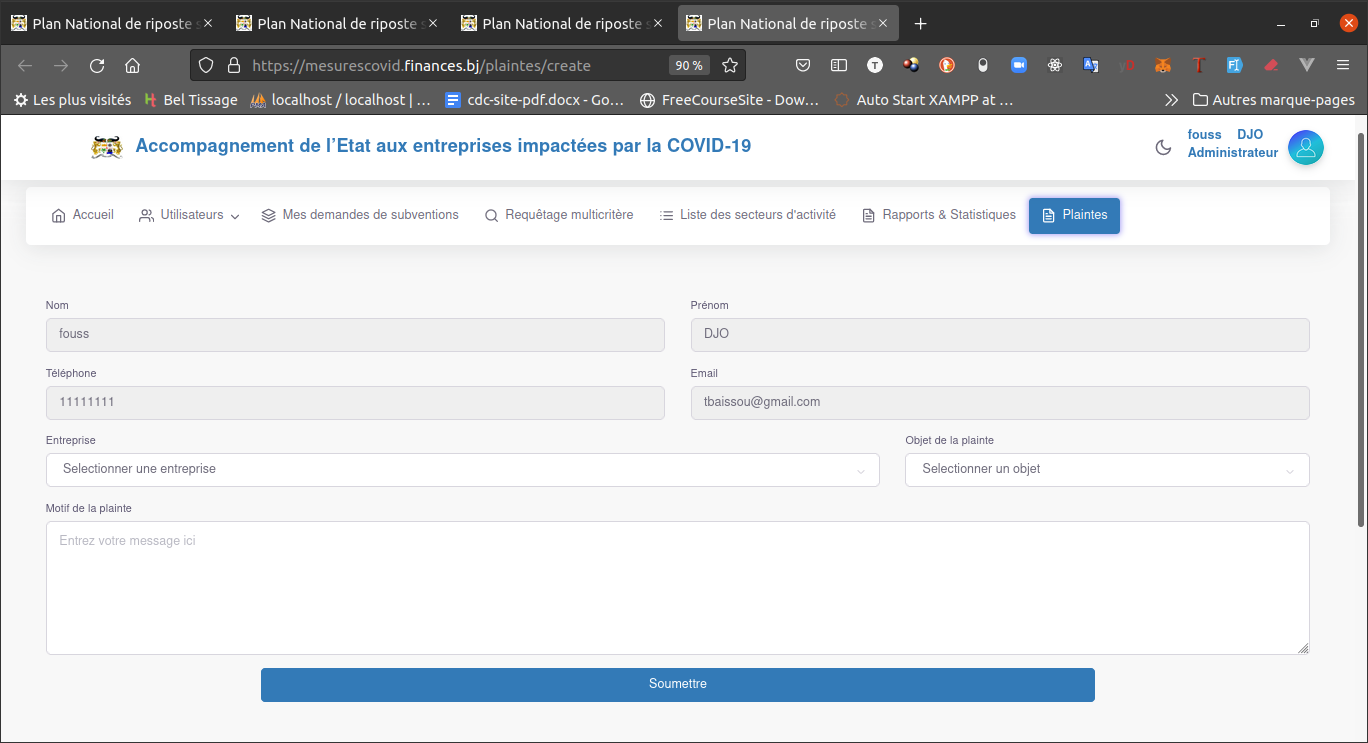 Plan National de riposte s
Plan National de riposte s
Plan National de riposte s
Plan National de riposte s
https://mesurescovid.finances.bj/plaintes/create
90 %
Les plus visités
Bel Tissage
localhost / localhost | …
cdc-site-pdf.docx - Go…
FreeCourseSite - Dow…
Auto Start XAMPP at …
Autres marque-pages
Accompagnement de l’Etat aux entreprises impactées par la COVID-19
fouss DJO
Administrateur
Accueil
Utilisateurs
Mes demandes de subventions
Requêtage multicritère
Liste des secteurs d'activité
Rapports & Statistiques
Plaintes
Nom
Prénom
fouss
DJO
Téléphone
Email
11111111
tbaissou@gmail.com
Entreprise
Objet de la plainte
Selectionner une entreprise
Selectionner un objet
Motif de la plainte
Entrez votre message ici
Soumettre